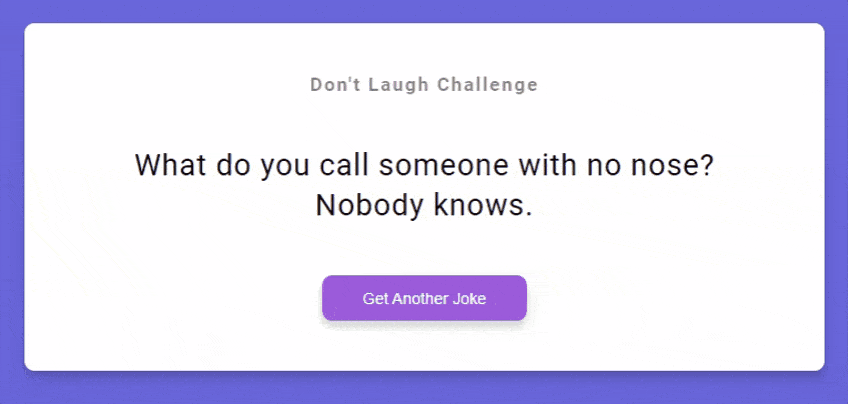 Don't Laugh Challenge
What do you call someone with no nose?
Nobody knows.
Get Another Joke